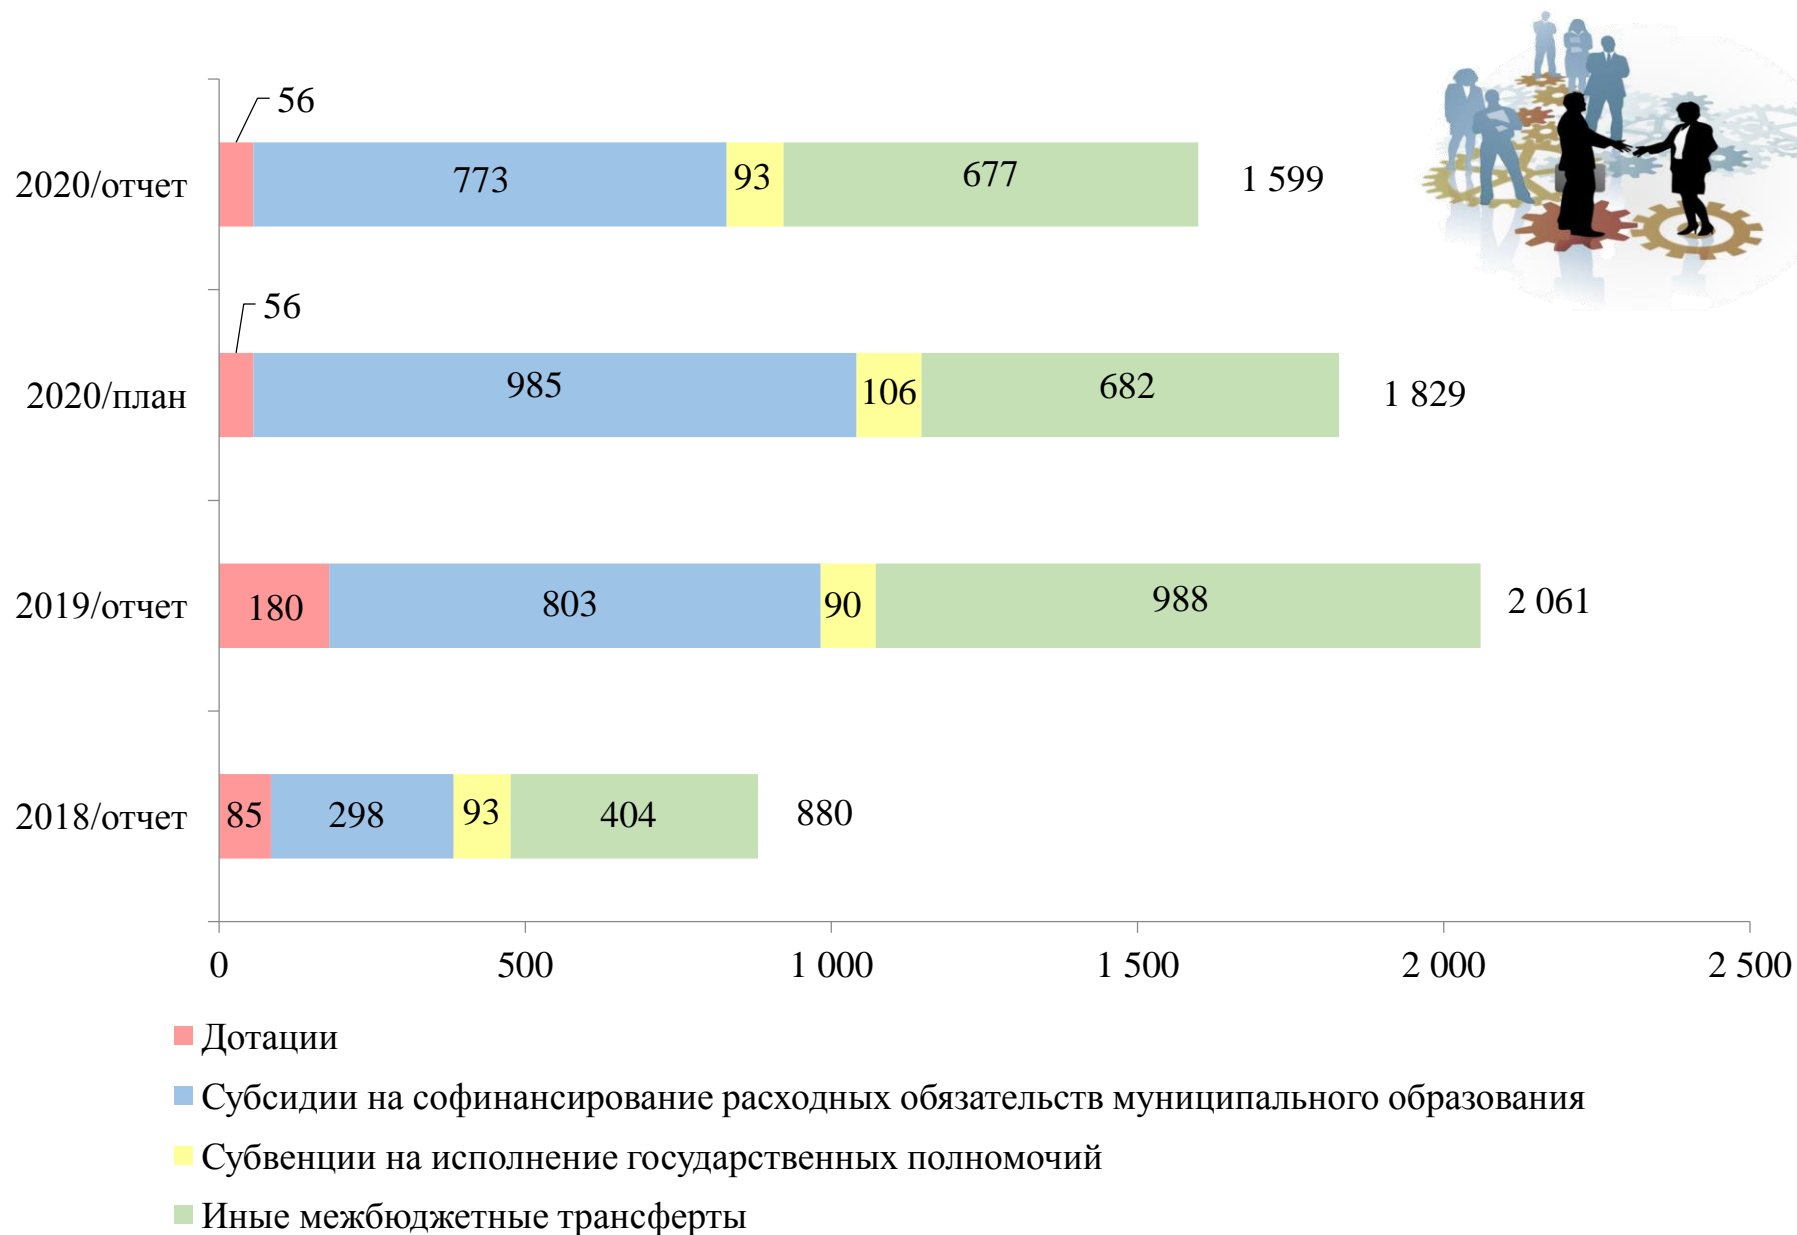 56
2020/отчет 773 93 677 1 599
56
2020/план 985 106 682 1 829
2019/отчет 180 803 90 988 2 061
2018/отчет 85 298 93 404 880
0 500 1 000 1 500 2 000 2 500
Дотации
Субсидии на софинансирование расходных обязательств муниципального образования
Субвенции на исполнение государственных полномочий
Иные межбюджетные трансферты